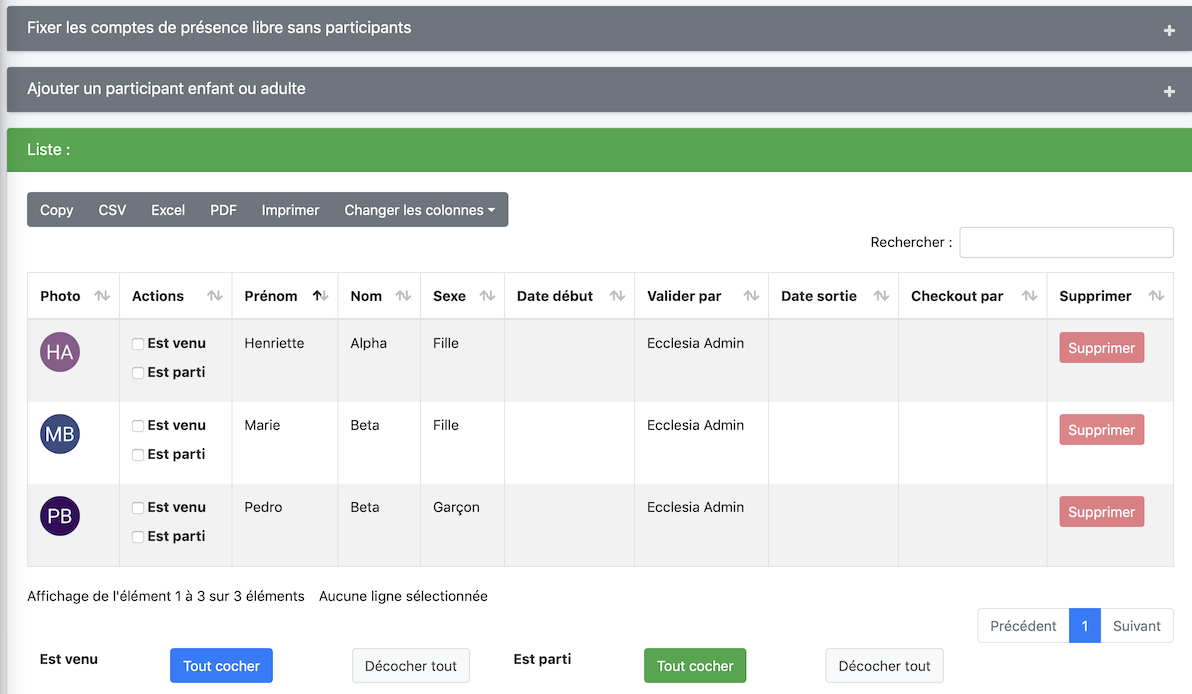 Fixer les comptes de présence libre sans participants
Ajouter un participant enfant ou adulte
Liste :
Copy CSV Excel PDF Imprimer Changer les colonnes
Rechercher :
Photo Actions Prénom Nom Sexe Date début Valider par Date sortie Checkout par Supprimer
HA Est venu Henriette Alpha Fille Ecclesia Admin Supprimer
Est parti
MB Est venu Marie Beta Fille Ecclesia Admin Supprimer
Est parti
PB Est venu Pedro Beta Garçon Ecclesia Admin Supprimer
Est parti
Affichage de l'élément 1 à 3 sur 3 éléments Aucune ligne sélectionnée
Précédent 1 Suivant
Est venu Tout cocher Décocher tout Est parti Tout cocher Décocher tout